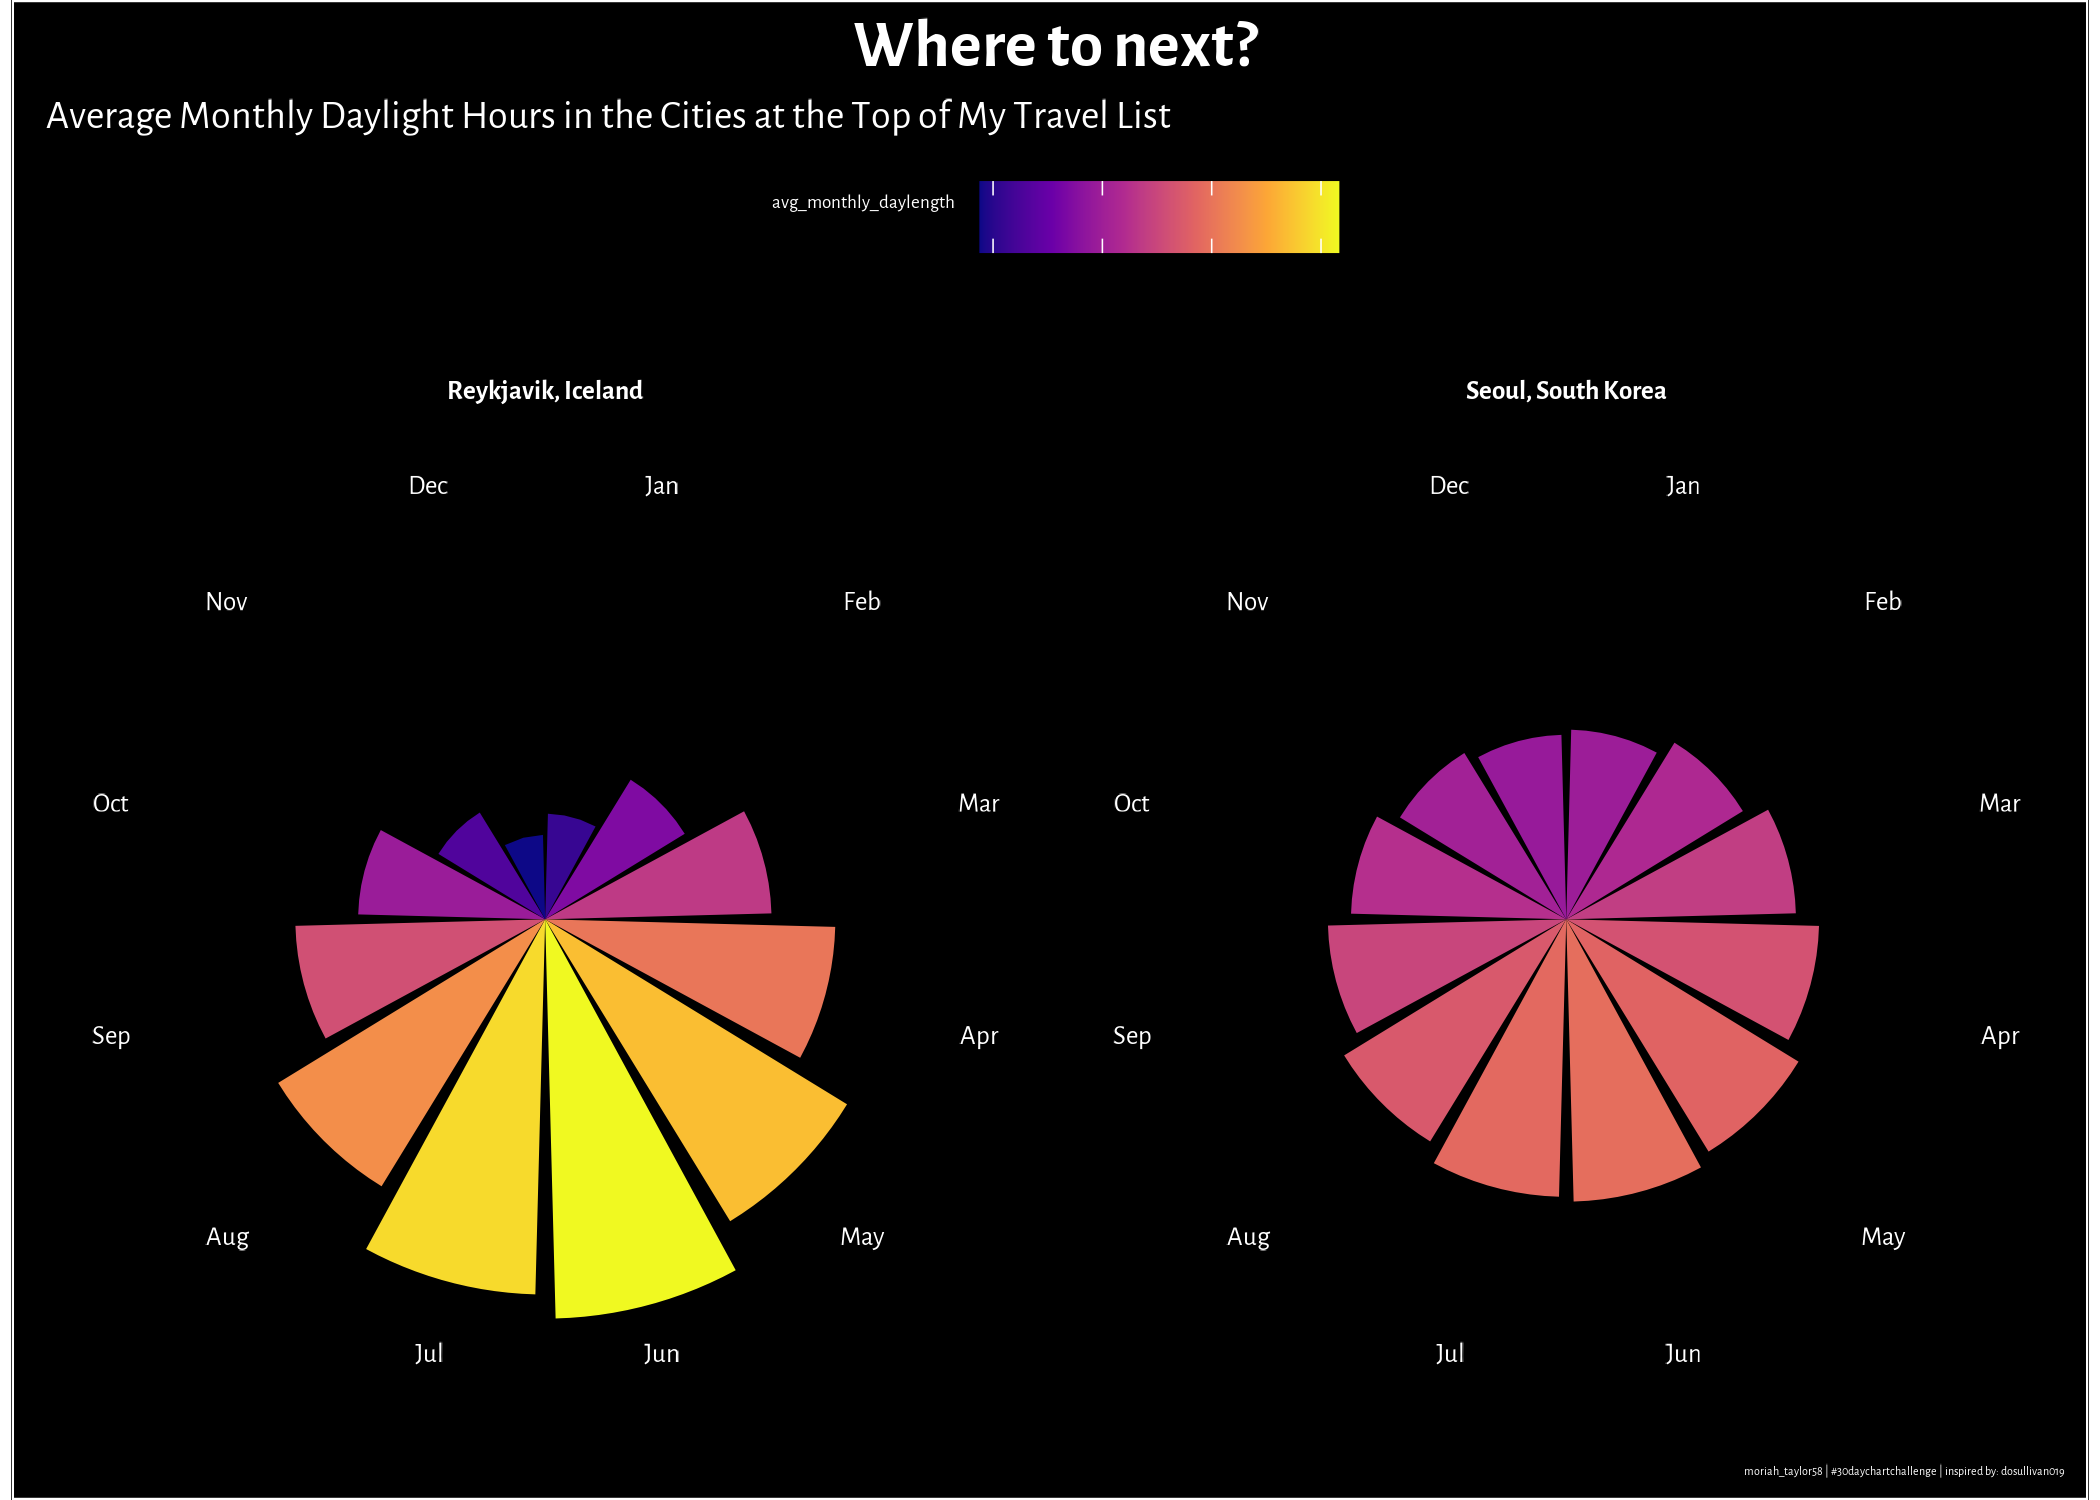 Where to next?
Average Monthly Daylight Hours in the Cities at the Top of My Travel List
avg_monthly_daylength
Reykjavik, Iceland
Dec
Jan
Nov
Feb
Oct
Mar
Sep
Apr
Aug
May
Jul
Jun
Seoul, South Korea
Dec
Jan
Nov
Feb
Oct
Mar
Sep
Apr
Aug
May
Jul
Jun
moriah_taylor58 | #30daychartchallenge | inspired by: dosullivan019